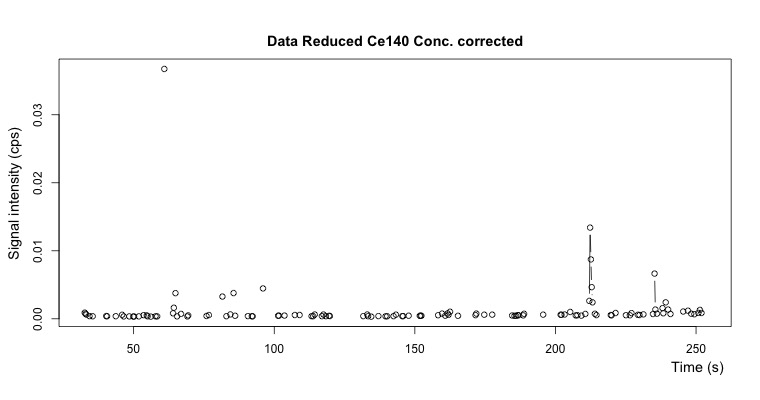 Data Reduced Ce140 Conc. corrected
Signal intensity (cps)
0.03
0.02
0.01
0.00
50 100 150 200 250
Time (s)